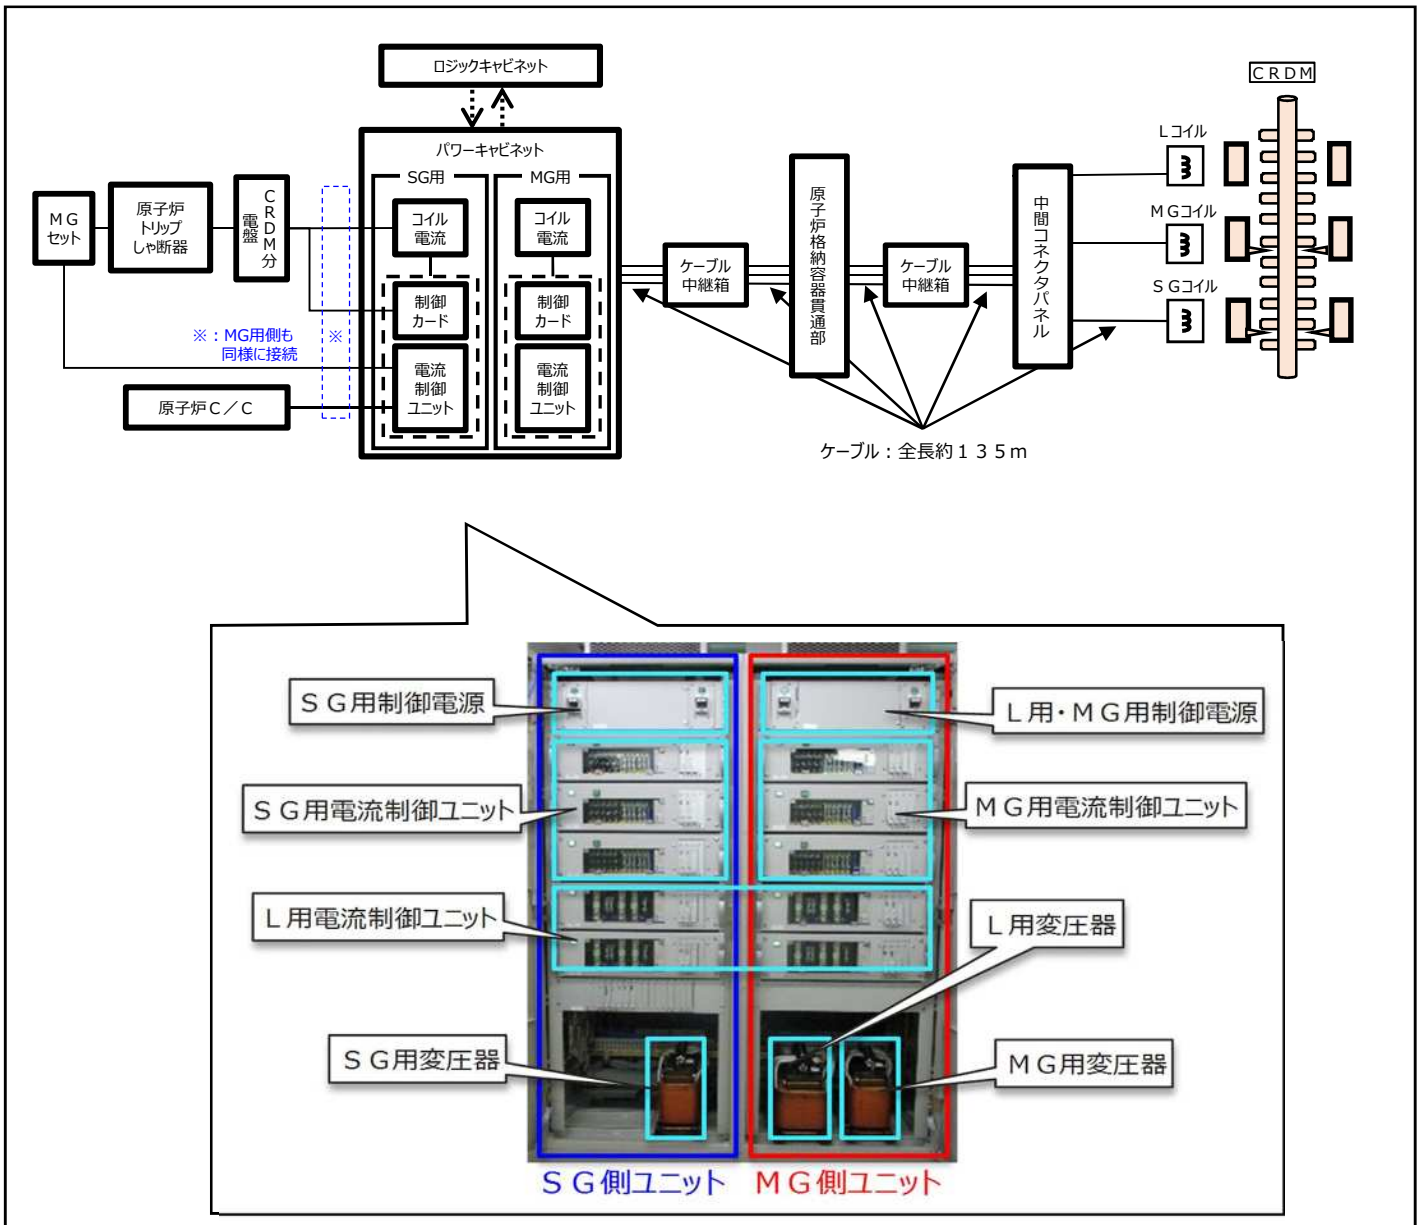 ロジックキャビネット
CRDM
パワーキャビネット
SG用
MG用
MG
セット
原子炉
トリップ
しゃ断器
CRDM分
電盤
コイル
電流
コイル
電流
制御
カード
制御
カード
電流
制御
ユニット
電流
制御
ユニット
※
※：MG用側も
同様に接続
原子炉C／C
ケーブル
中継箱
原子炉格納容器貫通部
ケーブル
中継箱
中間コネクタパネル
Lコイル
MGコイル
SGコイル
ケーブル：全長約１３５ｍ
SG用制御電源
L用・MG用制御電源
SG用電流制御ユニット
MG用電流制御ユニット
L用電流制御ユニット
L用変圧器
SG用変圧器
MG用変圧器
SG側ユニット
MG側ユニット